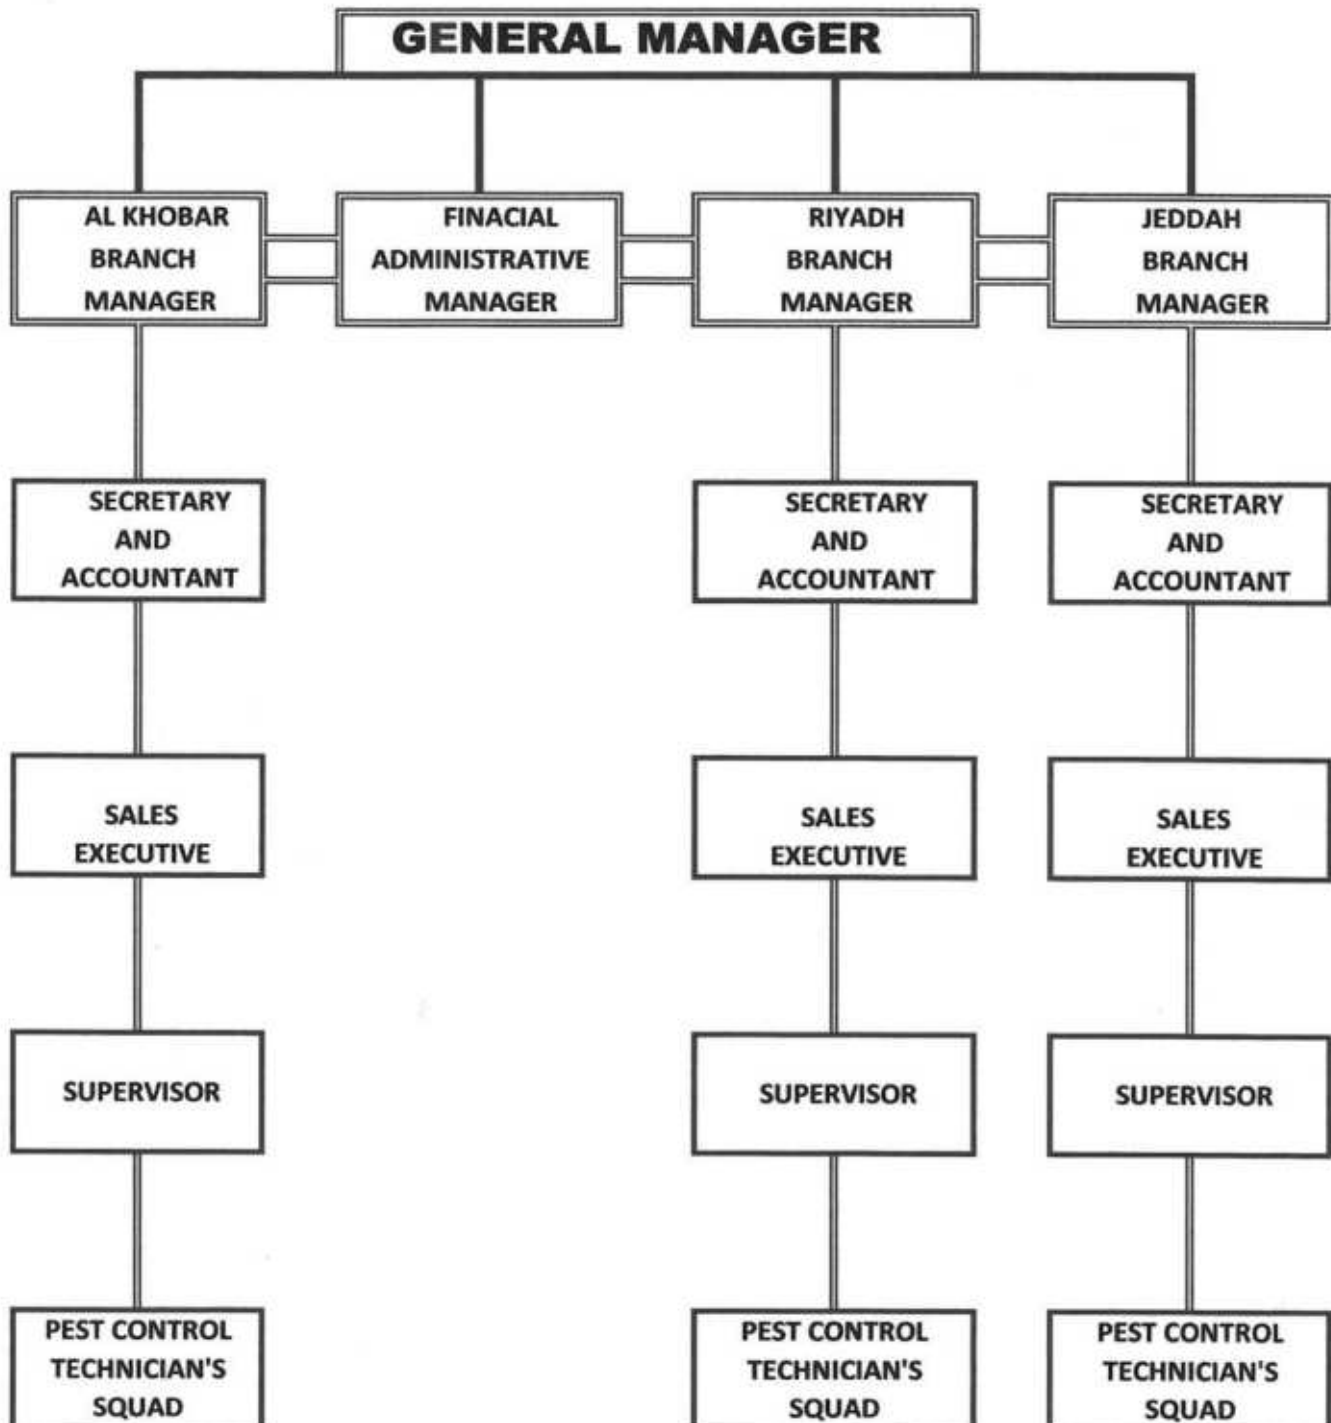 GENERAL MANAGER
AL KHOBAR
BRANCH
MANAGER
FINACIAL
ADMINISTRATIVE
MANAGER
RIYADH
BRANCH
MANAGER
JEDDAH
BRANCH
MANAGER
SECRETARY
AND
ACCOUNTANT
SECRETARY
AND
ACCOUNTANT
SECRETARY
AND
ACCOUNTANT
SALES
EXECUTIVE
SALES
EXECUTIVE
SALES
EXECUTIVE
SUPERVISOR
SUPERVISOR
SUPERVISOR
PEST CONTROL
TECHNICIAN'S
SQUAD
PEST CONTROL
TECHNICIAN'S
SQUAD
PEST CONTROL
TECHNICIAN'S
SQUAD